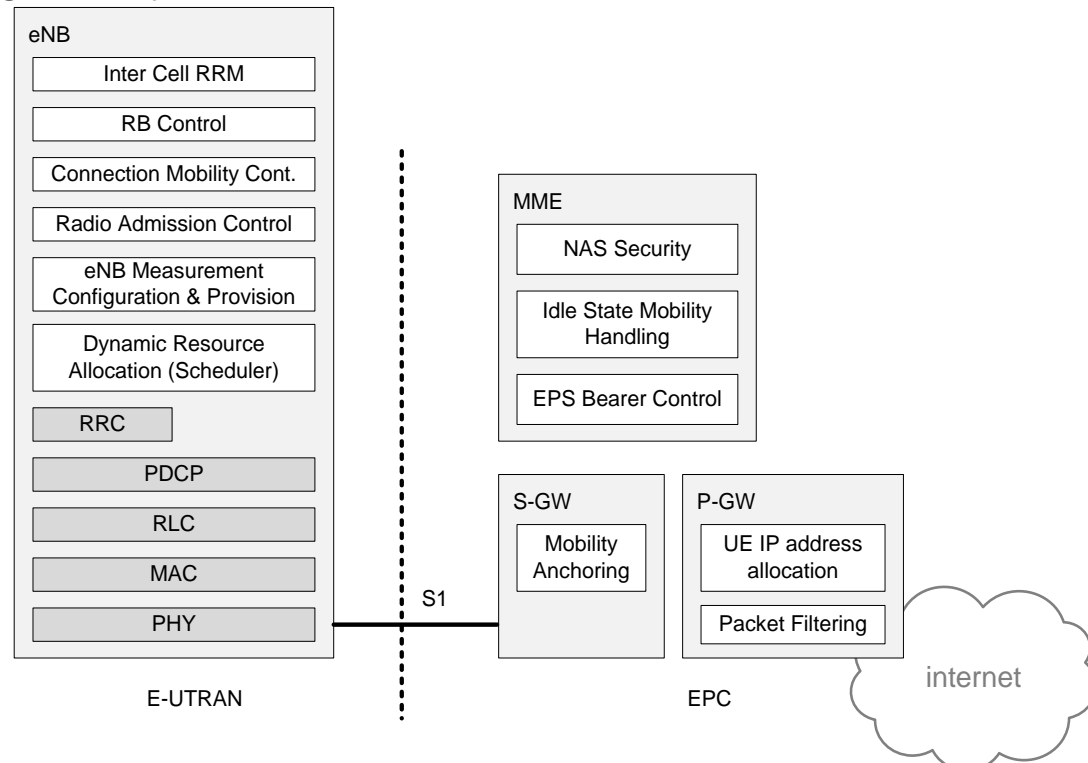 eNB
Inter Cell RRM
RB Control
Connection Mobility Cont.
Radio Admission Control
eNB Measurement
Configuration & Provision
Dynamic Resource
Allocation (Scheduler)
RRC
PDCP
RLC
MAC
PHY
S1
MME
NAS Security
Idle State Mobility
Handling
EPS Bearer Control
S-GW
Mobility
Anchoring
P-GW
UE IP address
allocation
Packet Filtering
internet
E-UTRAN
EPC